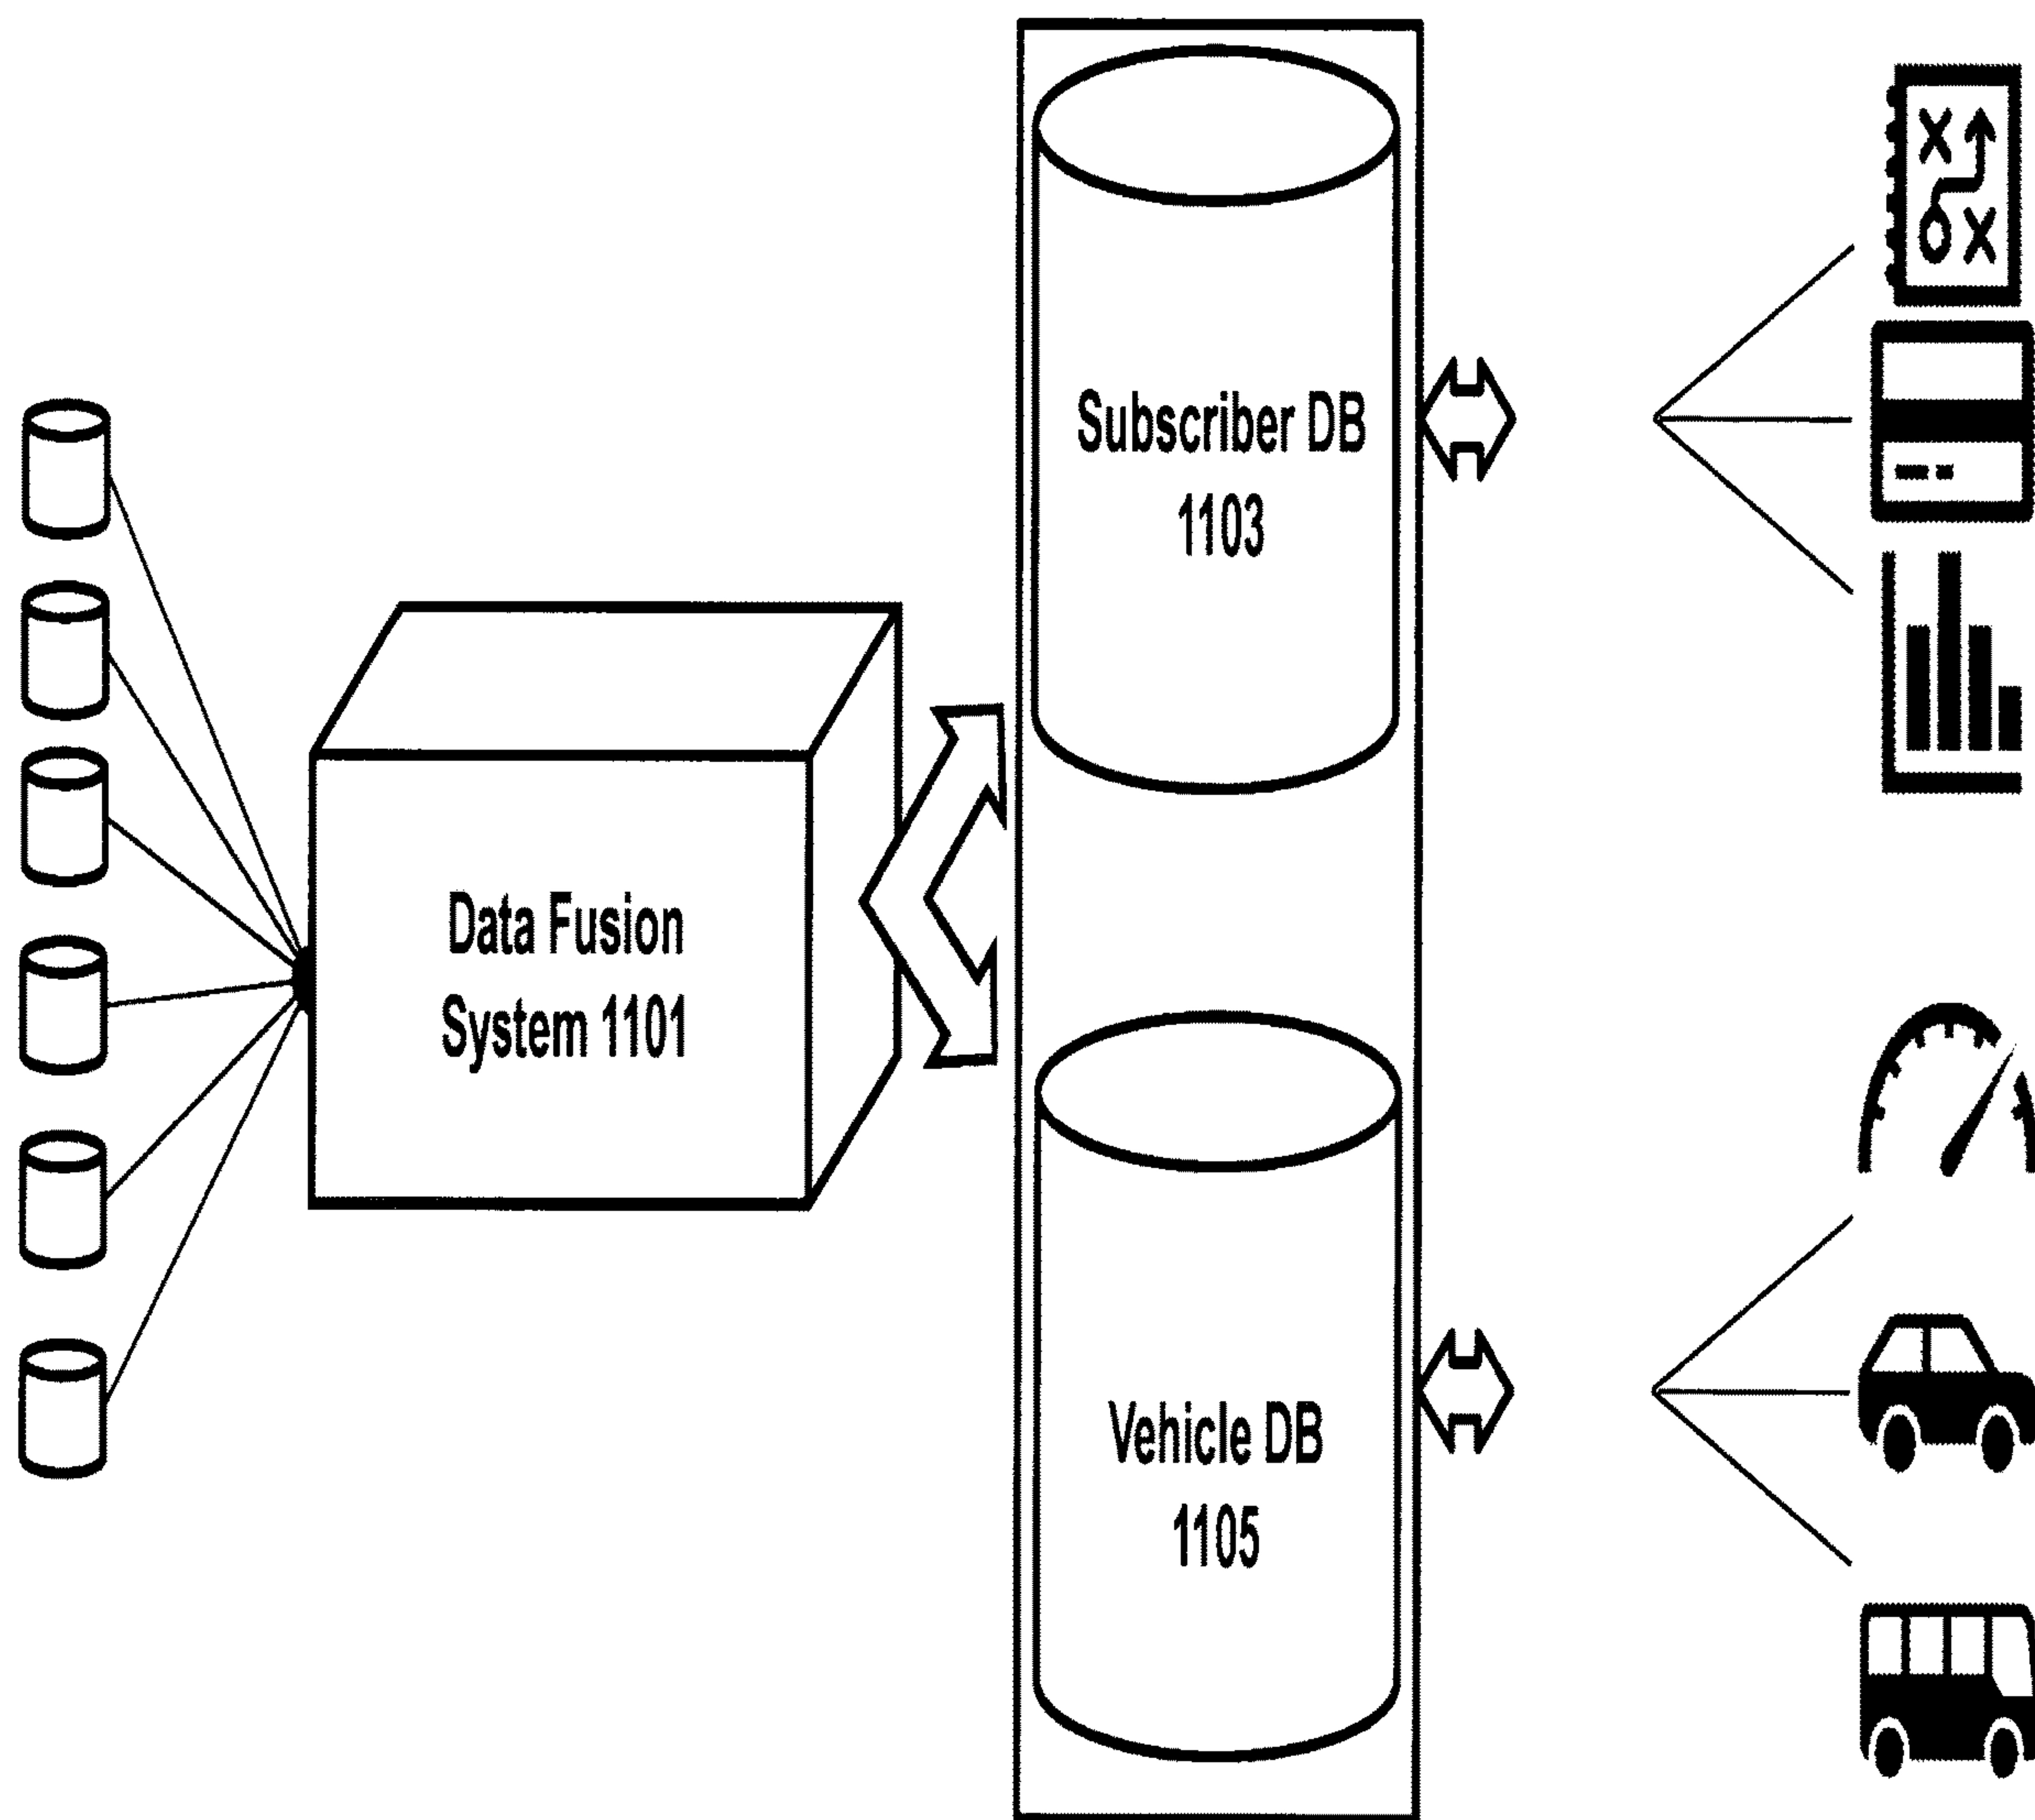 Subscriber DB
1103
Data Fusion
System 1101
Vehicle DB
1105